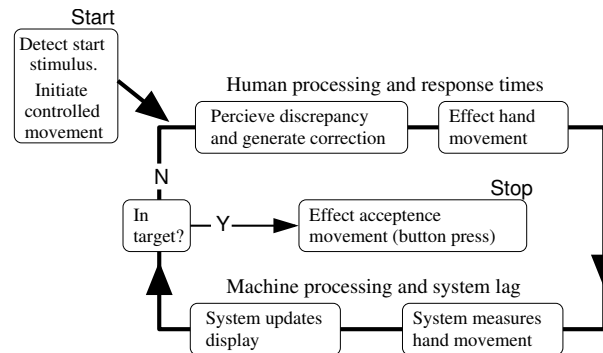 Start
Detect start
stimulus.
Initiate
controlled
movement
Human processing and response times
Percieve discrepancy
and generate correction
Effect hand
movement
N
In
target?
Y
Stop
Effect acceptence
movement (button press)
Machine processing and system lag
System updates
display
System measures
hand movement